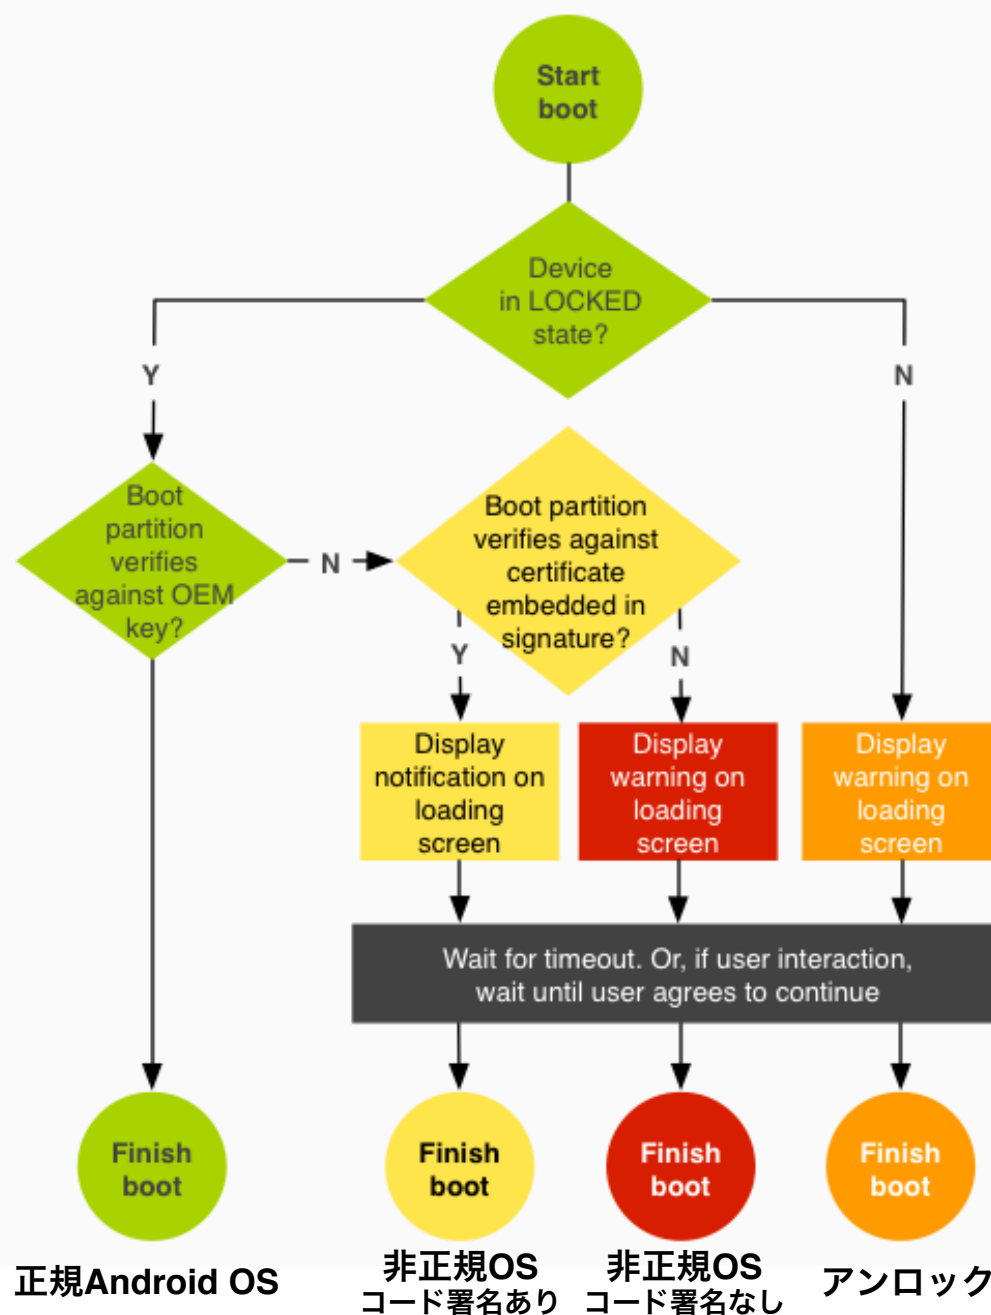 Start
boot
Device
in LOCKED
state?
Y
N
Boot
partition
verifies
against OEM
key?
N
Boot partition
verifies against
certificate
embedded in
signature?
Y
N
Display
notification on
loading
screen
Display
warning on
loading
screen
Display
warning on
loading
screen
Wait for timeout. Or, if user interaction,
wait until user agrees to continue
Finish
boot
Finish
boot
Finish
boot
Finish
boot
正規Android OS
非正規OS
コード署名あり
非正規OS
コード署名なし
アンロック